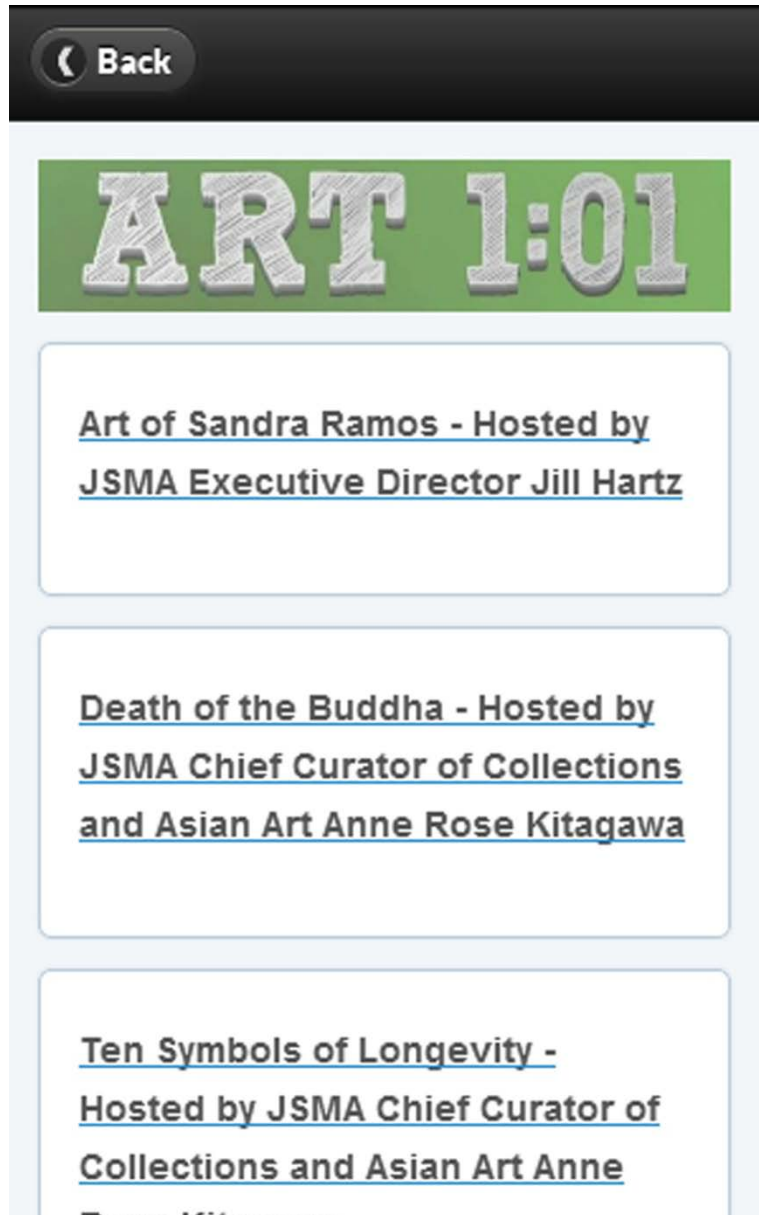 Back
ART 1:01
Art of Sandra Ramos - Hosted by
JSMA Executive Director Jill Hartz
Death of the Buddha - Hosted by
JSMA Chief Curator of Collections
and Asian Art Anne Rose Kitagawa
Ten Symbols of Longevity -
Hosted by JSMA Chief Curator of
Collections and Asian Art Anne